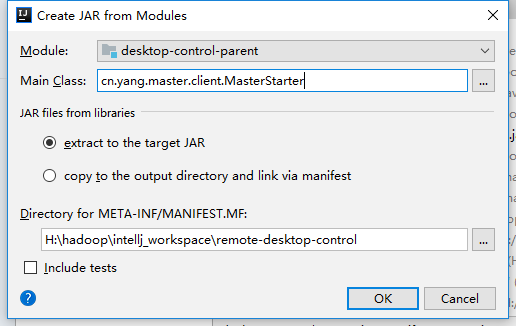 Create JAR from Modules
Module: desktop-control-parent
Main Class: cn.yang.master.client.MasterStarter ...
JAR files from libraries
extract to the target JAR
copy to the output directory and link via manifest
Directory for META-INF/MANIFEST.MF:
H:\hadoop\intellj_workspace\remote-desktop-control ...
Include tests
? OK Cancel